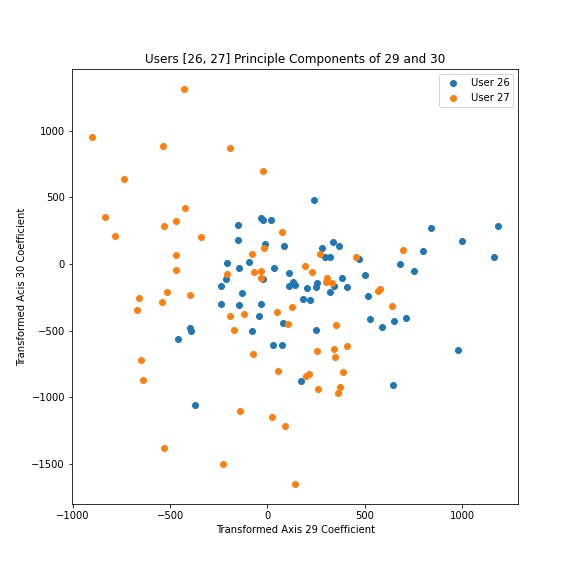 Users [26, 27] Principle Components of 29 and 30
User 26
User 27
1000
500
0
−500
−1000
−1500
Transformed Acis 30 Coefficient
−1000
−500
0
500
1000
Transformed Axis 29 Coefficient